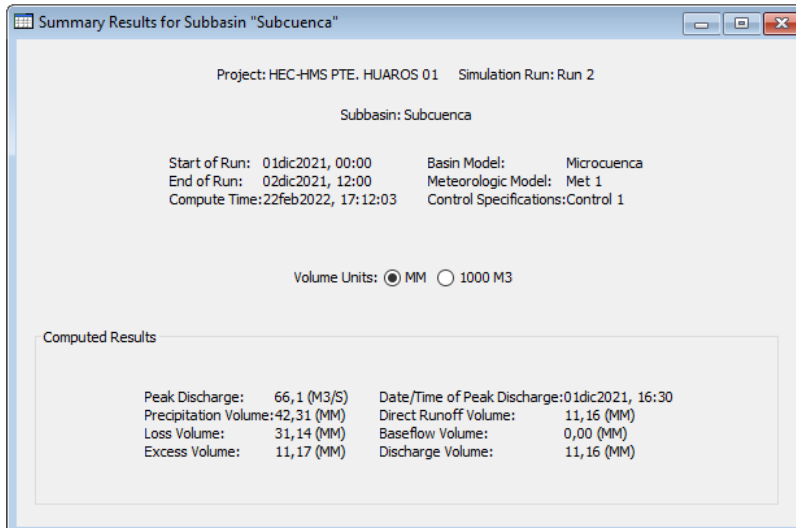 Summary Results for Subbasin "Subcuenca"
Project: HEC-HMS PTE. HUAROS 01 Simulation Run: Run 2
Subbasin: Subcuenca
Start of Run: 01dic2021, 00:00 Basin Model: Microcuenca
End of Run: 02dic2021, 12:00 Meteorologic Model: Met 1
Compute Time:22feb2022, 17:12:03 Control Specifications:Control 1
Volume Units: MM 1000 M3
Computed Results
Peak Discharge: 66,1 (M3/S) Date/Time of Peak Discharge:01dic2021, 16:30
Precipitation Volume:42,31 (MM) Direct Runoff Volume: 11,16 (MM)
Loss Volume: 31,14 (MM) Baseflow Volume: 0,00 (MM)
Excess Volume: 11,17 (MM) Discharge Volume: 11,16 (MM)